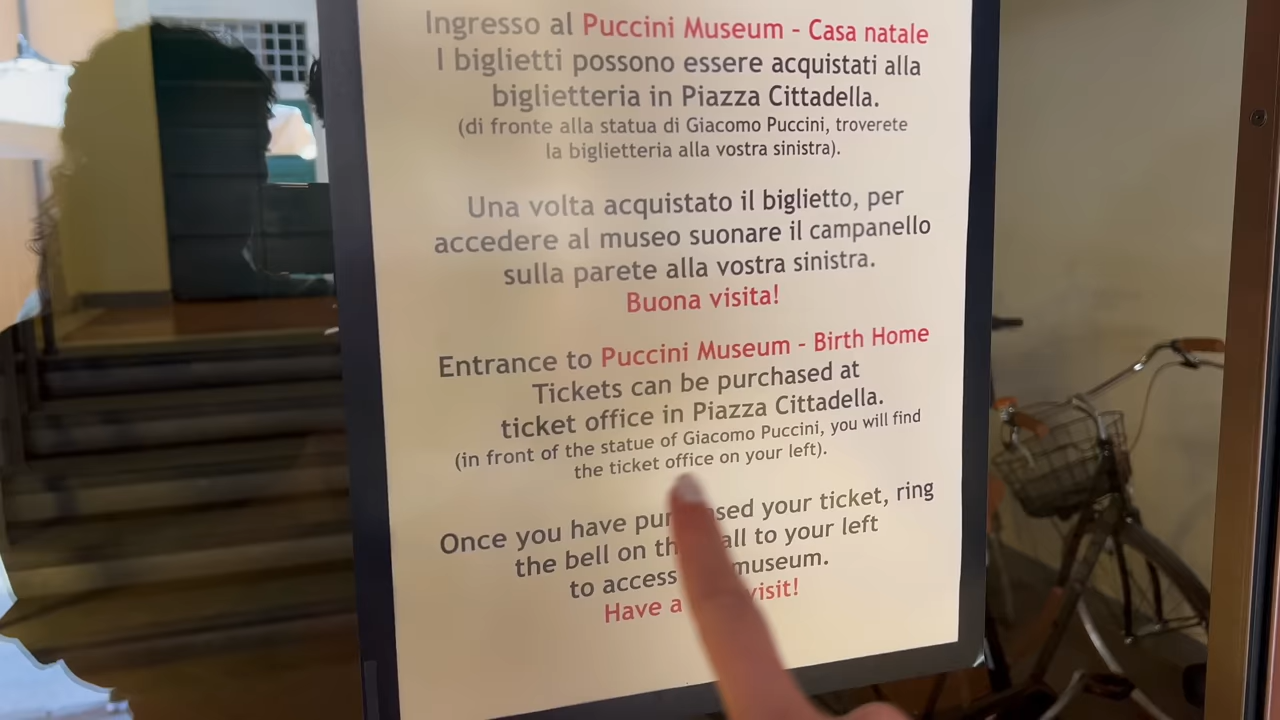 Ingresso al Puccini Museum - Casa natale
I biglietti possono essere acquistati alla
biglietteria in Piazza Cittadella.
(di fronte alla statua di Giacomo Puccini, troverete
la biglietteria alla vostra sinistra).
Una volta acquistato il biglietto, per
accedere al museo suonare il campanello
sulla parete alla vostra sinistra.
Buona visita!
Entrance to Puccini Museum - Birth Home
Tickets can be purchased at
ticket office in Piazza Cittadella.
(in front of the statue of Giacomo Puccini, you will find
the ticket office on your left).
Once you have your ticket, ring
the bell on to your left
to access museum.
Have a visit!